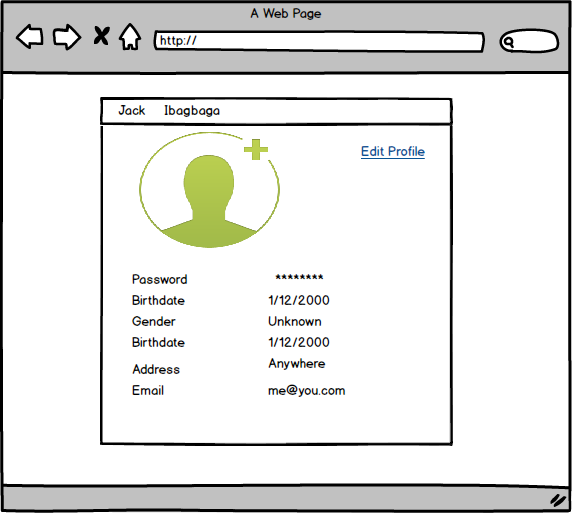 A Web Page
http://
Jack Ibagbaga
Edit Profile
Password ********
Birthdate 1/12/2000
Gender Unknown
Birthdate 1/12/2000
Address Anywhere
Email me@you.com